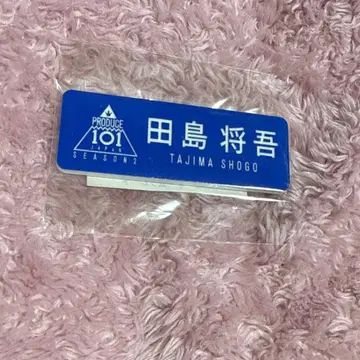 PRODUCE
101
JAPAN
SEASON2
田島 将吾
TAJIMA SHOGO